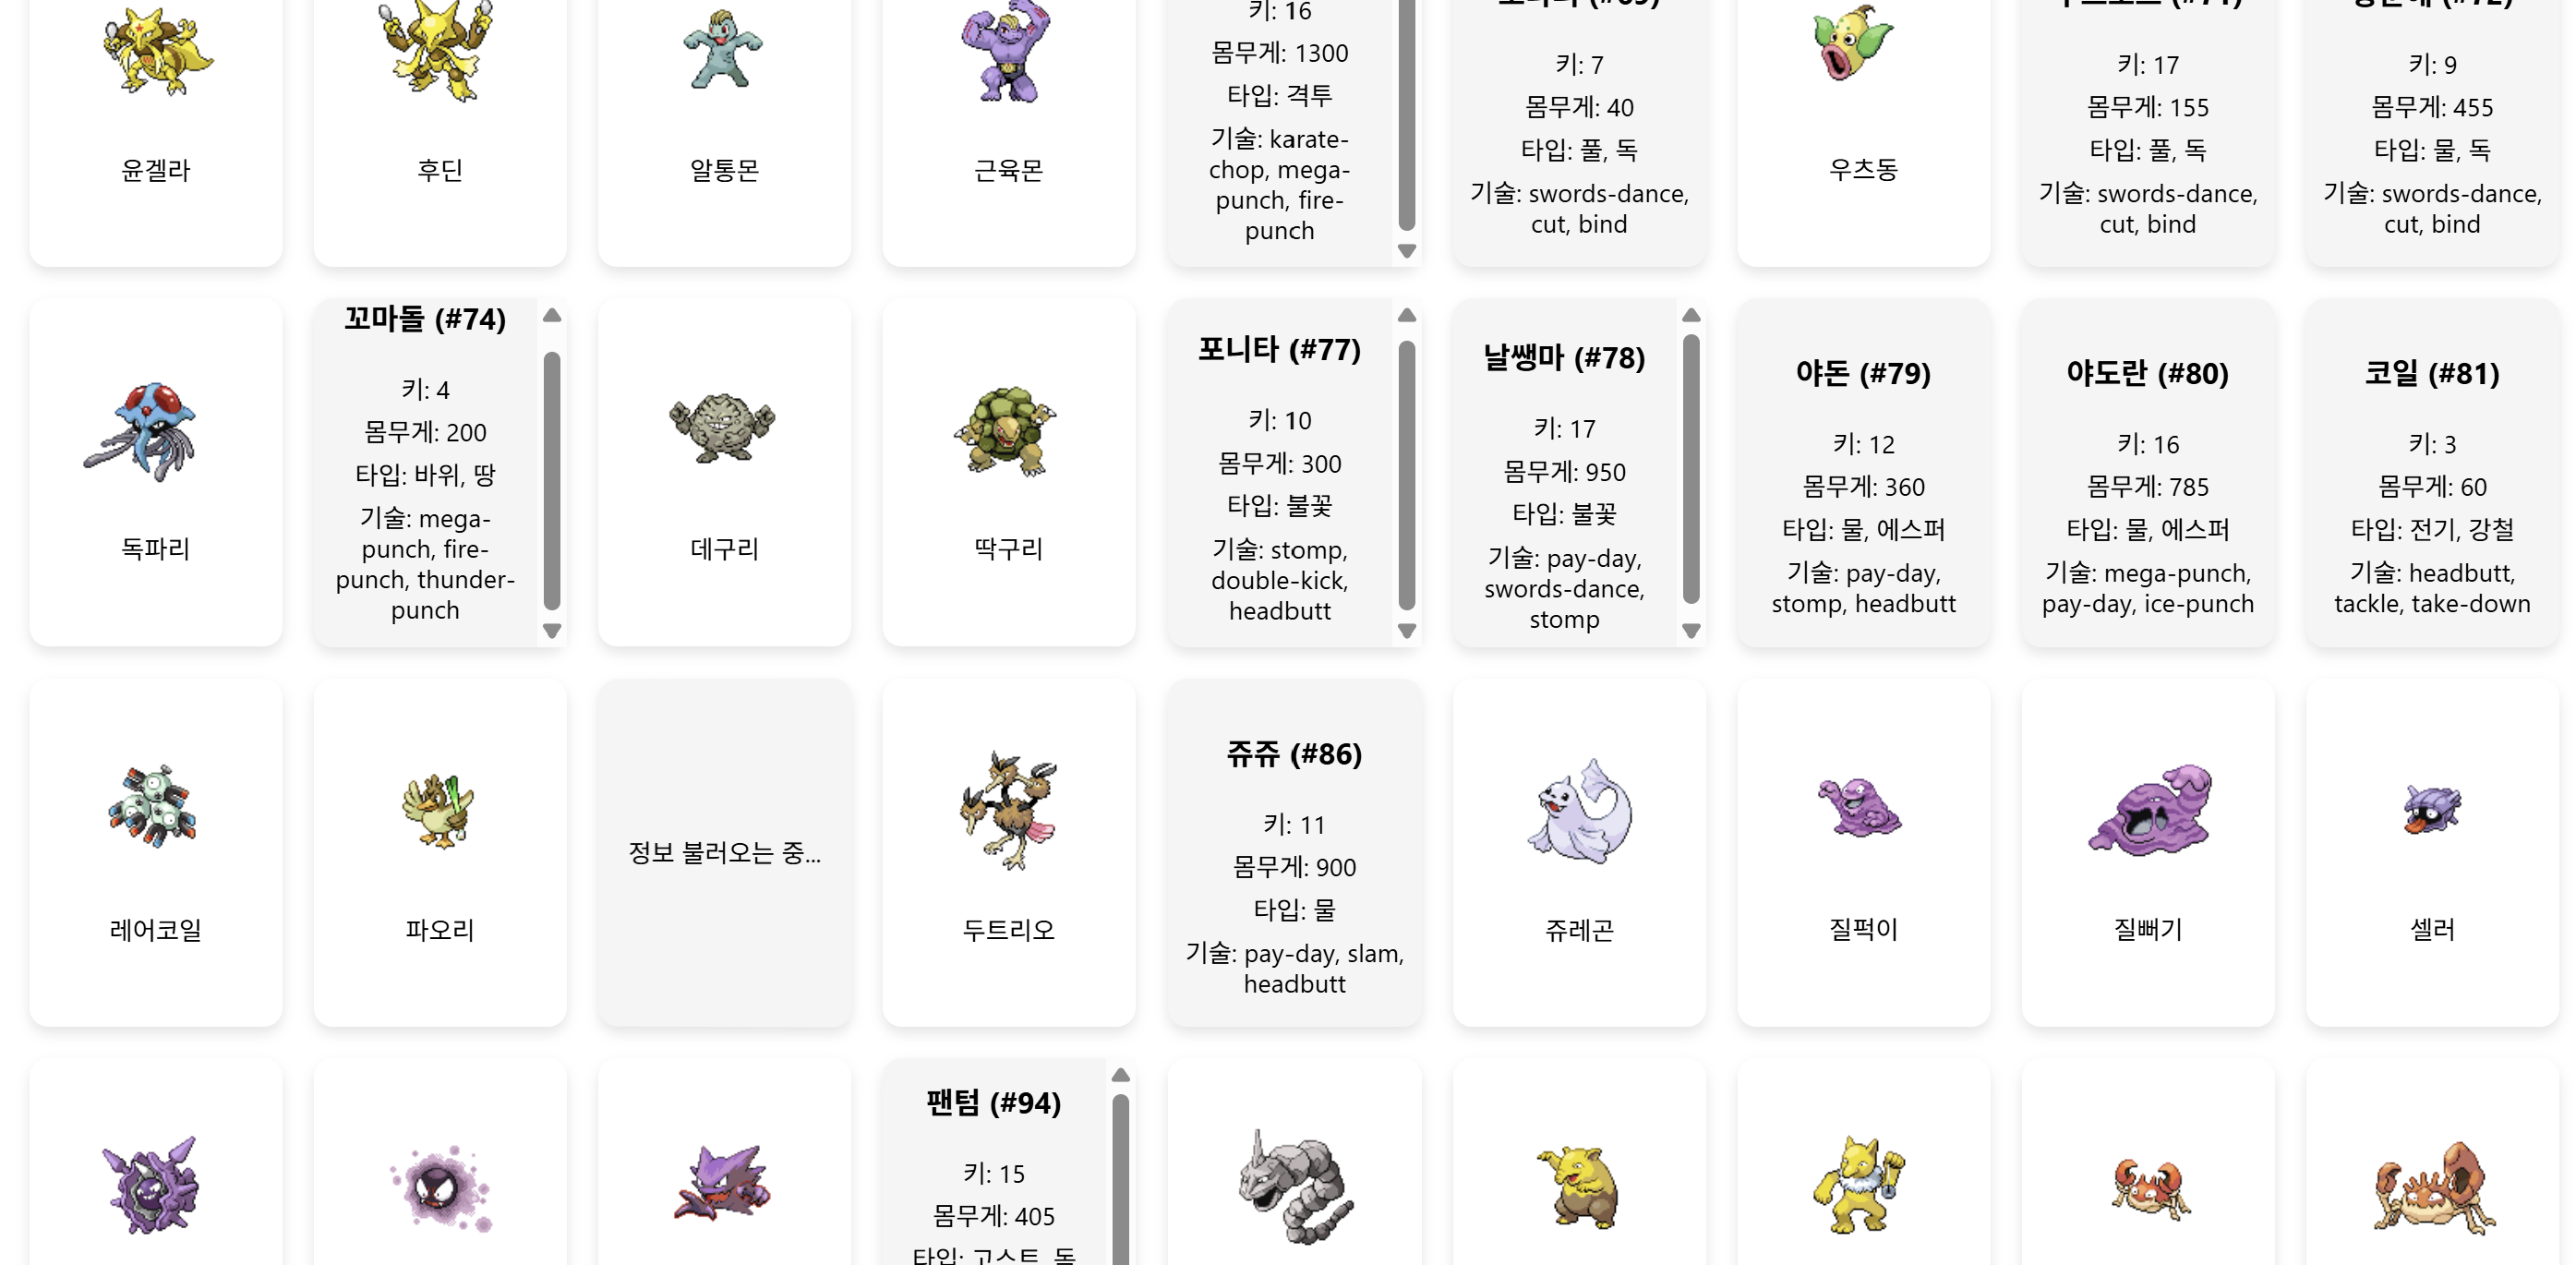 윤겔라
후딘
알통몬
근육몬
키: 16
몸무게: 1300
타입: 격투
기술: karate-
chop, mega-
punch, fire-
punch
키: 7
몸무게: 40
타입: 풀, 독
기술: swords-dance,
cut, bind
우츠동
키: 17
몸무게: 155
타입: 풀, 독
기술: swords-dance,
cut, bind
키: 9
몸무게: 455
타입: 물, 독
기술: swords-dance,
cut, bind
독파리
꼬마돌 (#74)
키: 4
몸무게: 200
타입: 바위, 땅
기술: mega-
punch, fire-
punch, thunder-
punch
데구리
딱구리
포니타 (#77)
키: 10
몸무게: 300
타입: 불꽃
기술: stomp,
double-kick,
headbutt
날쌩마 (#78)
키: 17
몸무게: 950
타입: 불꽃
기술: pay-day,
swords-dance,
stomp
야돈 (#79)
키: 12
몸무게: 360
타입: 물, 에스퍼
기술: pay-day,
stomp, headbutt
야도란 (#80)
키: 16
몸무게: 785
타입: 물, 에스퍼
기술: mega-punch,
pay-day, ice-punch
코일 (#81)
키: 3
몸무게: 60
타입: 전기, 강철
기술: headbutt,
tackle, take-down
레어코일
파오리
정보 불러오는 중...
두트리오
쥬쥬 (#86)
키: 11
몸무게: 900
타입: 물
기술: pay-day, slam,
headbutt
쥬레곤
질퍽이
질뻐기
셀러
팬텀 (#94)
키: 15
몸무게: 405
타입: 고스트, 독